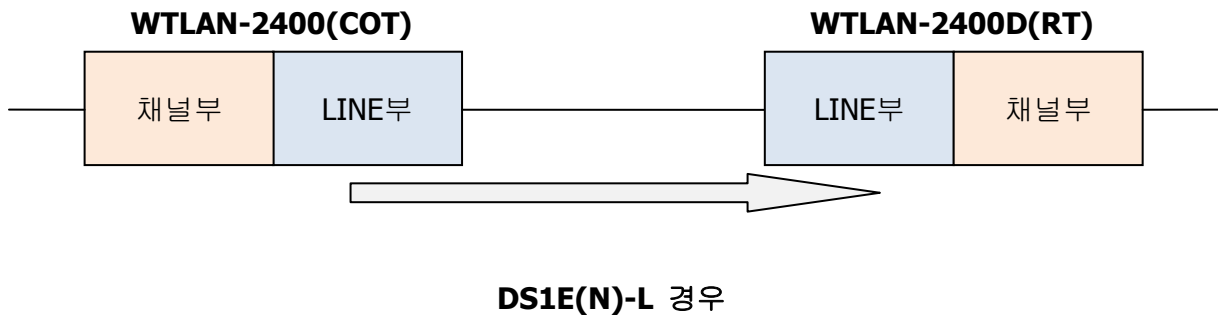 WTLAN-2400(COT) WTLAN-2400D(RT)
채널부 LINE부 LINE부 채널부
DS1E(N)-L 경우